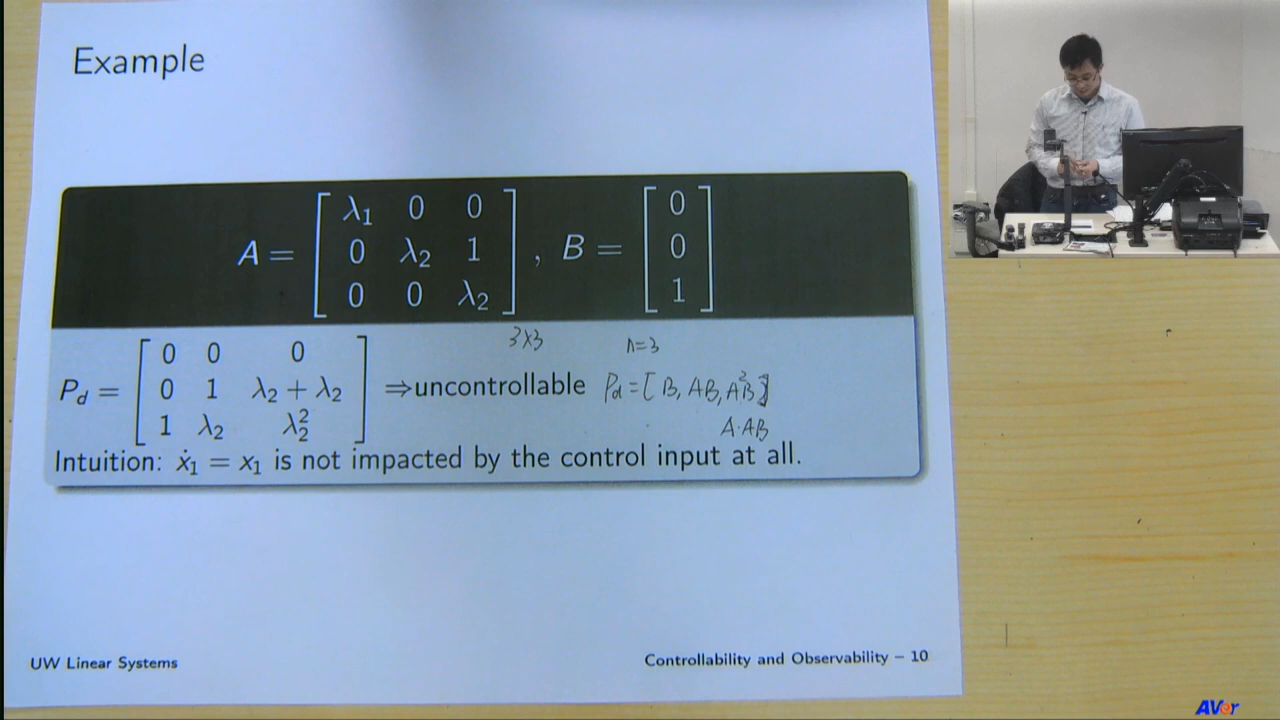 Example
A = [ λ₁ 0 0 ; 0 λ₂ 1 ; 0 0 λ₂ ] , B = [ 0 ; 0 ; 1 ]
3×3 n=3
P_d = [ 0 0 0 ; 0 1 λ₂ + λ₂ ; 1 λ₂ λ₂² ] ⇒uncontrollable P_d = [B, AB, A²B]
A·AB
Intuition: ẋ₁ = x₁ is not impacted by the control input at all.
UW Linear Systems
Controllability and Observability – 10
AVer